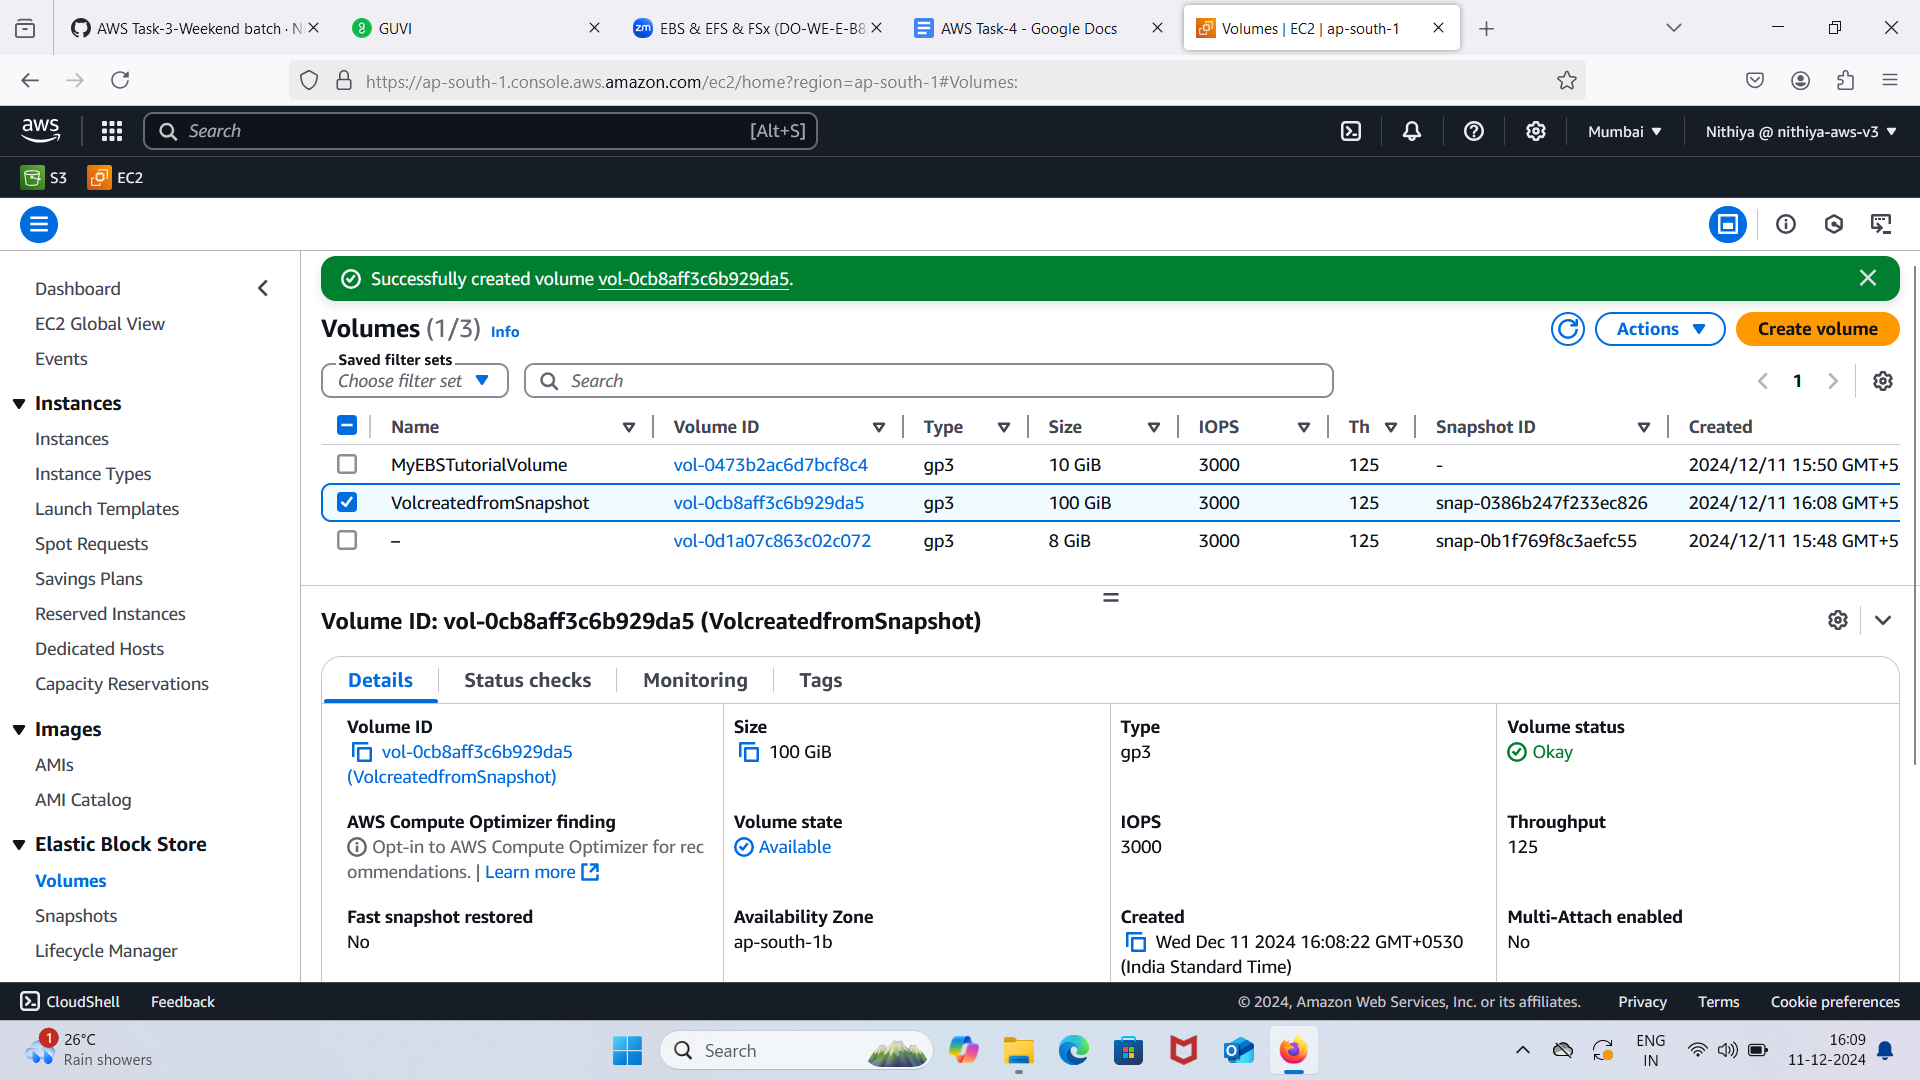 AWS Task-3-Weekend batch · N
GUVI
zm EBS & EFS & FSx (DO-WE-E-B8
AWS Task-4 - Google Docs
Volumes | EC2 | ap-south-1
https://ap-south-1.console.aws.amazon.com/ec2/home?region=ap-south-1#Volumes:
aws
Search [Alt+S]
Mumbai
Nithiya @ nithiya-aws-v3
S3
EC2
Dashboard
EC2 Global View
Events
Instances
Instances
Instance Types
Launch Templates
Spot Requests
Savings Plans
Reserved Instances
Dedicated Hosts
Capacity Reservations
Images
AMIs
AMI Catalog
Elastic Block Store
Volumes
Snapshots
Lifecycle Manager
Successfully created volume vol-0cb8aff3c6b929da5.
Volumes (1/3) Info
Actions
Create volume
Saved filter sets
Choose filter set
Search
1
Name Volume ID Type Size IOPS Th Snapshot ID Created
MyEBSTutorialVolume vol-0473b2ac6d7bcf8c4 gp3 10 GiB 3000 125 - 2024/12/11 15:50 GMT+5
VolcreatedfromSnapshot vol-0cb8aff3c6b929da5 gp3 100 GiB 3000 125 snap-0386b247f233ec826 2024/12/11 16:08 GMT+5
– vol-0d1a07c863c02c072 gp3 8 GiB 3000 125 snap-0b1f769f8c3aefc55 2024/12/11 15:48 GMT+5
Volume ID: vol-0cb8aff3c6b929da5 (VolcreatedfromSnapshot)
Details
Status checks
Monitoring
Tags
Volume ID
vol-0cb8aff3c6b929da5
(VolcreatedfromSnapshot)
Size
100 GiB
Type
gp3
Volume status
Okay
AWS Compute Optimizer finding
Opt-in to AWS Compute Optimizer for rec
ommendations. | Learn more
Volume state
Available
IOPS
3000
Throughput
125
Fast snapshot restored
No
Availability Zone
ap-south-1b
Created
Wed Dec 11 2024 16:08:22 GMT+0530
(India Standard Time)
Multi-Attach enabled
No
CloudShell
Feedback
© 2024, Amazon Web Services, Inc. or its affiliates.
Privacy
Terms
Cookie preferences
1
26°C
Rain showers
Search
ENG
IN
16:09
11-12-2024